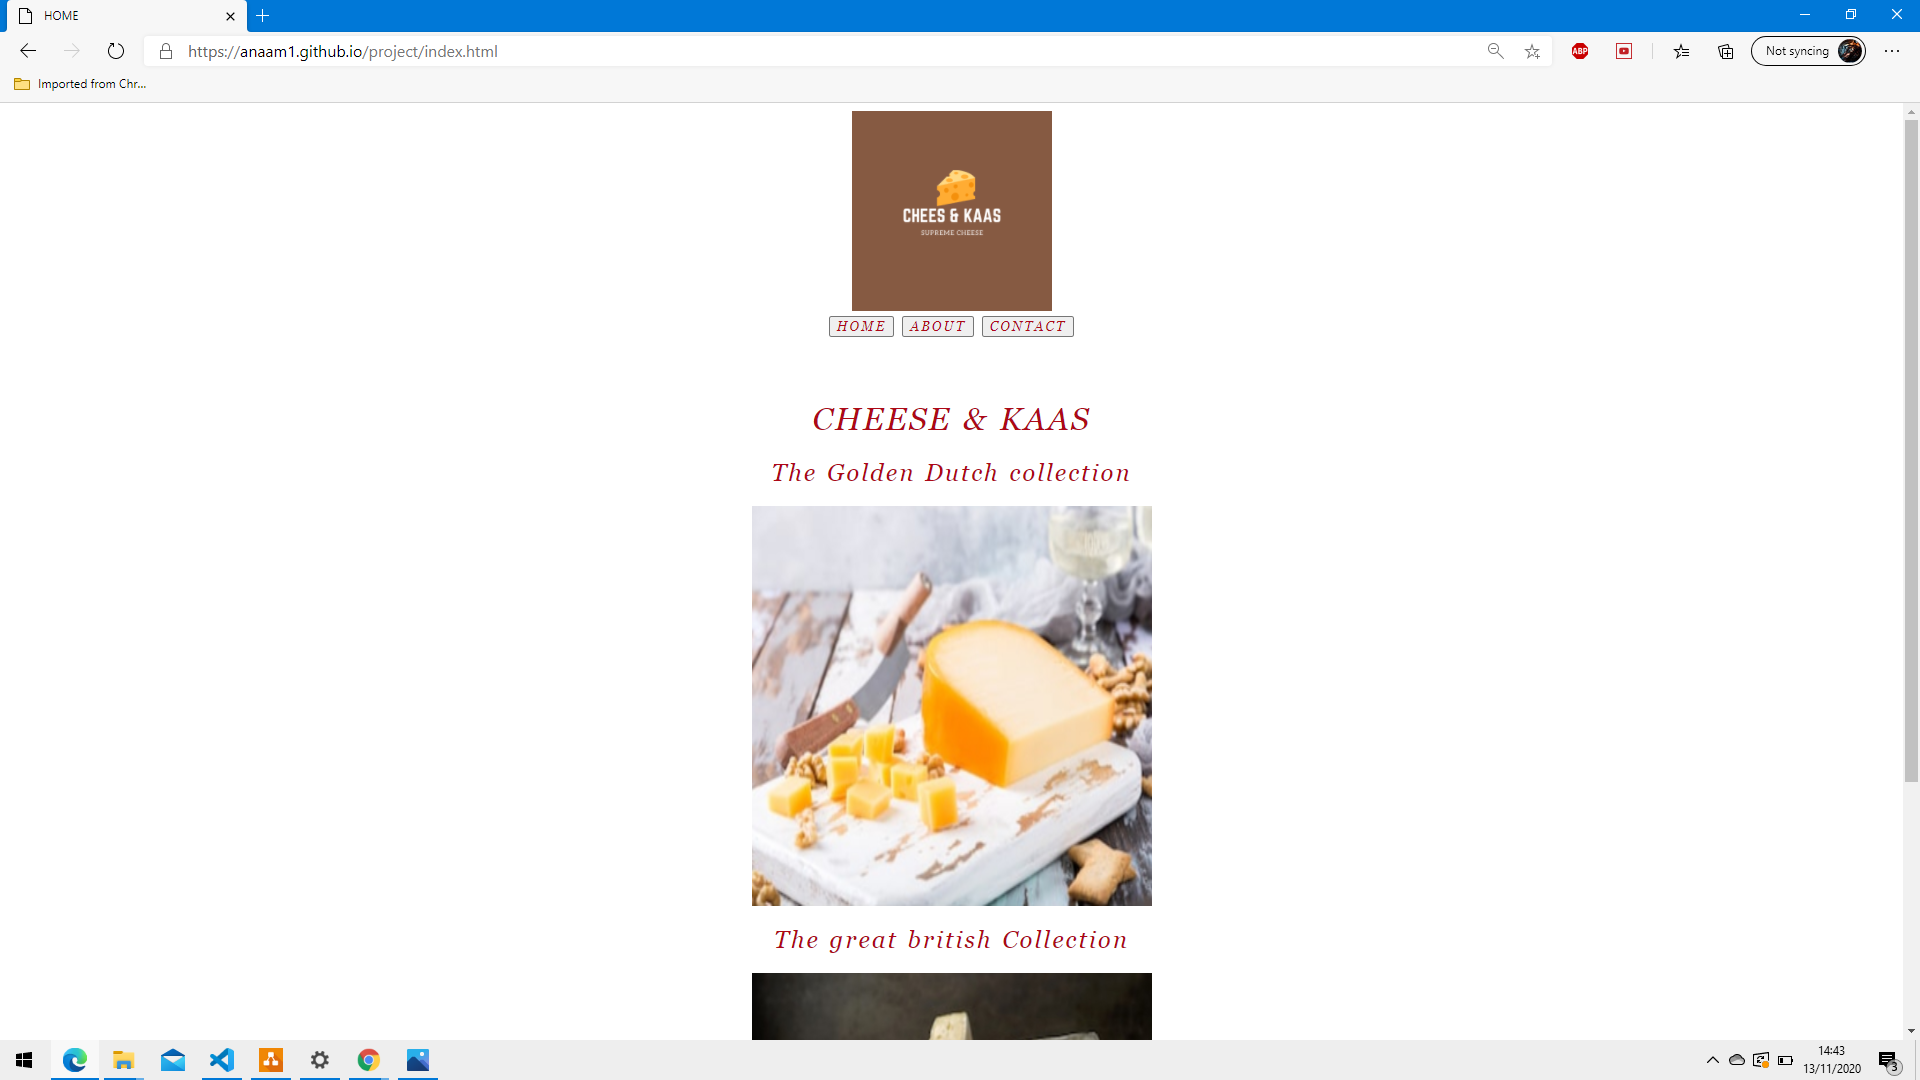 HOME
https://anaam1.github.io/project/index.html
ABP
Not syncing
Imported from Chr...
CHEES & KAAS
SUPREME CHEESE
HOME ABOUT CONTACT
CHEESE & KAAS
The Golden Dutch collection
The great british Collection
14:43
13/11/2020
3